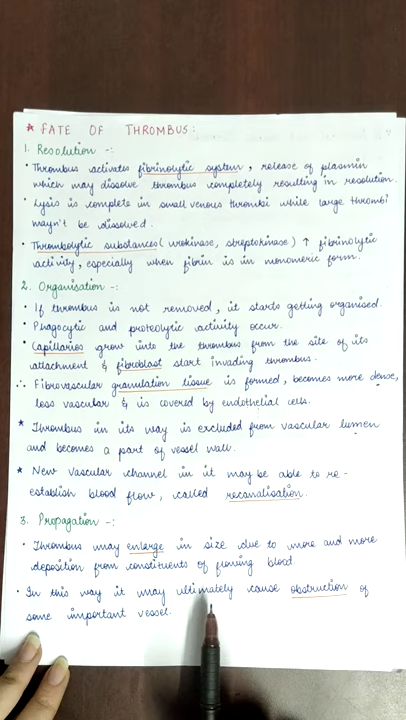 * FATE OF THROMBUS:
1. Resolution -:
• Thrombus activates fibrinolytic system, release of plasmin
which may dissolve thrombus completely resulting in resolution.
• Lysis is complete in small venous thrombi while large thrombi
mayn't be dissolved.
• Thrombolytic substances (urokinase, streptokinase) ↑ fibrinolytic
activity, especially when fibrin is in monomeric form.
2. Organisation -:
• If thrombus is not removed, it starts getting organised.
• Phagocytic and proteolytic activity occur.
• Capillaries grow into the thrombus from the site of its
attachment & fibroblast start invading thrombus.
∴ Fibrovascular granulation tissue is formed, becomes more dense,
less vascular & is covered by endothelial cells.
* Thrombus in its way is excluded from vascular lumen
and becomes a part of vessel wall.
* New vascular channel in it may be able to re-
establish blood flow, called recanalisation.
3. Propagation -:
• Thrombus may enlarge in size due to more and more
deposition from constituents of flowing blood.
• In this way it may ultimately cause obstruction of
some important vessel.